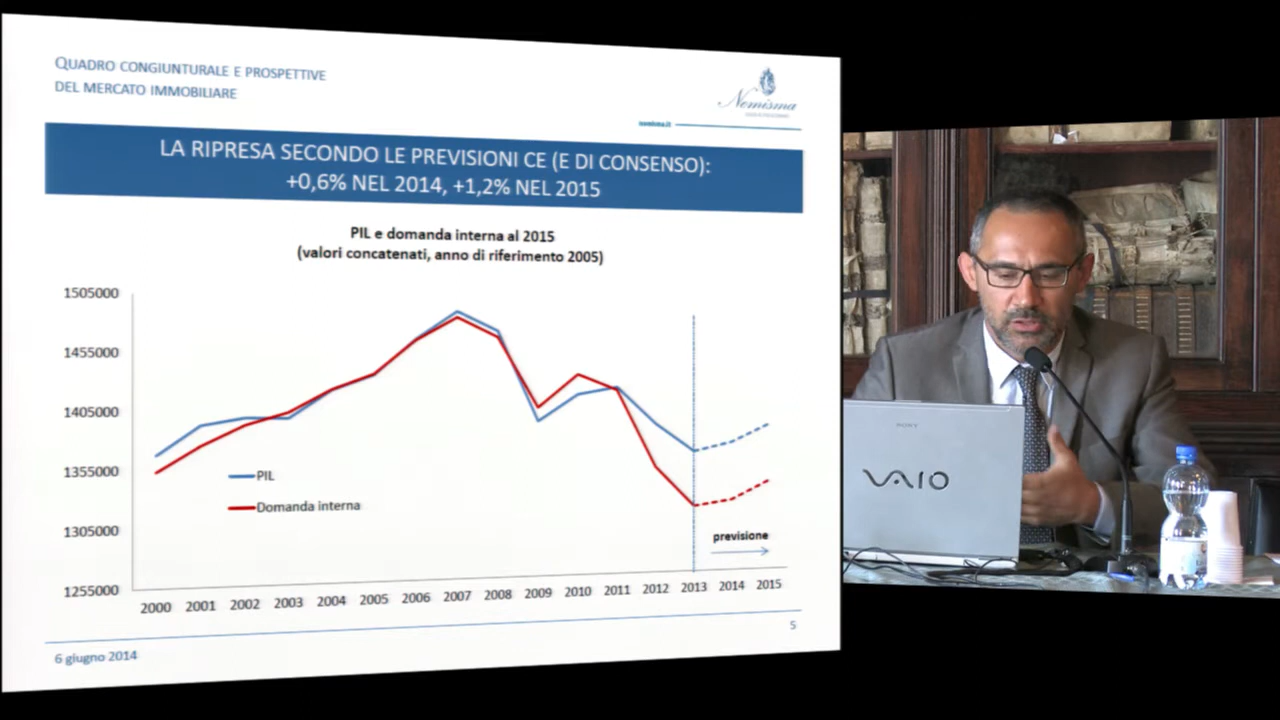 QUADRO CONGIUNTURALE E PROSPETTIVE
DEL MERCATO IMMOBILIARE
Nomisma
nomisma.it
LA RIPRESA SECONDO LE PREVISIONI CE (E DI CONSENSO):
+0,6% NEL 2014, +1,2% NEL 2015
PIL e domanda interna al 2015
(valori concatenati, anno di riferimento 2005)
1505000
1455000
1405000
1355000
1305000
1255000
PIL
Domanda interna
previsione
2000 2001 2002 2003 2004 2005 2006 2007 2008 2009 2010 2011 2012 2013 2014 2015
5
6 giugno 2014
SONY
VAIO